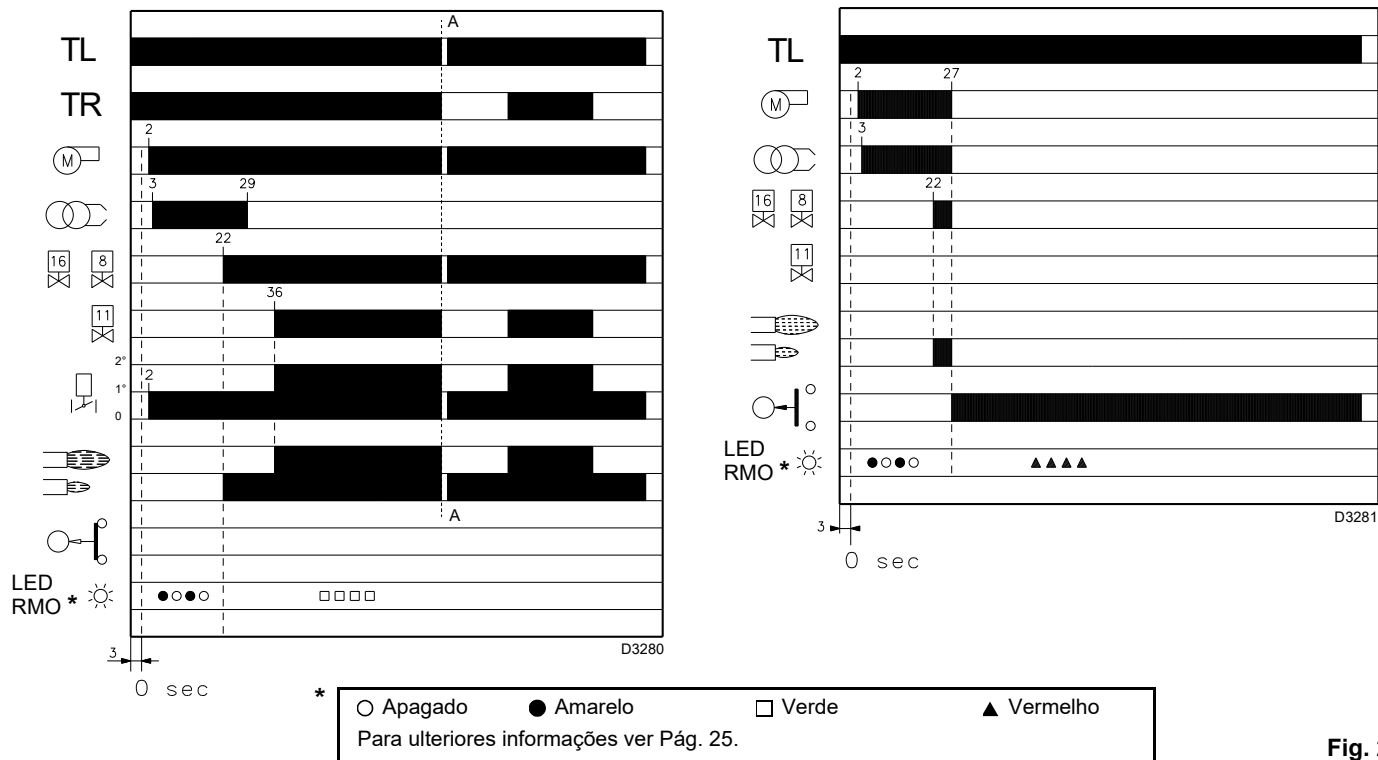 A
TL
TR
2
M
3 29
22
16 8
36
11
2°
1°
2
0
A
LED
RMO *
D3280
3
0 sec
TL
2 27
M
3
22
16 8
11
LED
RMO *
D3281
3
0 sec
*
○ Apagado ● Amarelo □ Verde ▲ Vermelho
Para ulteriores informações ver Pág. 25.
Fig.